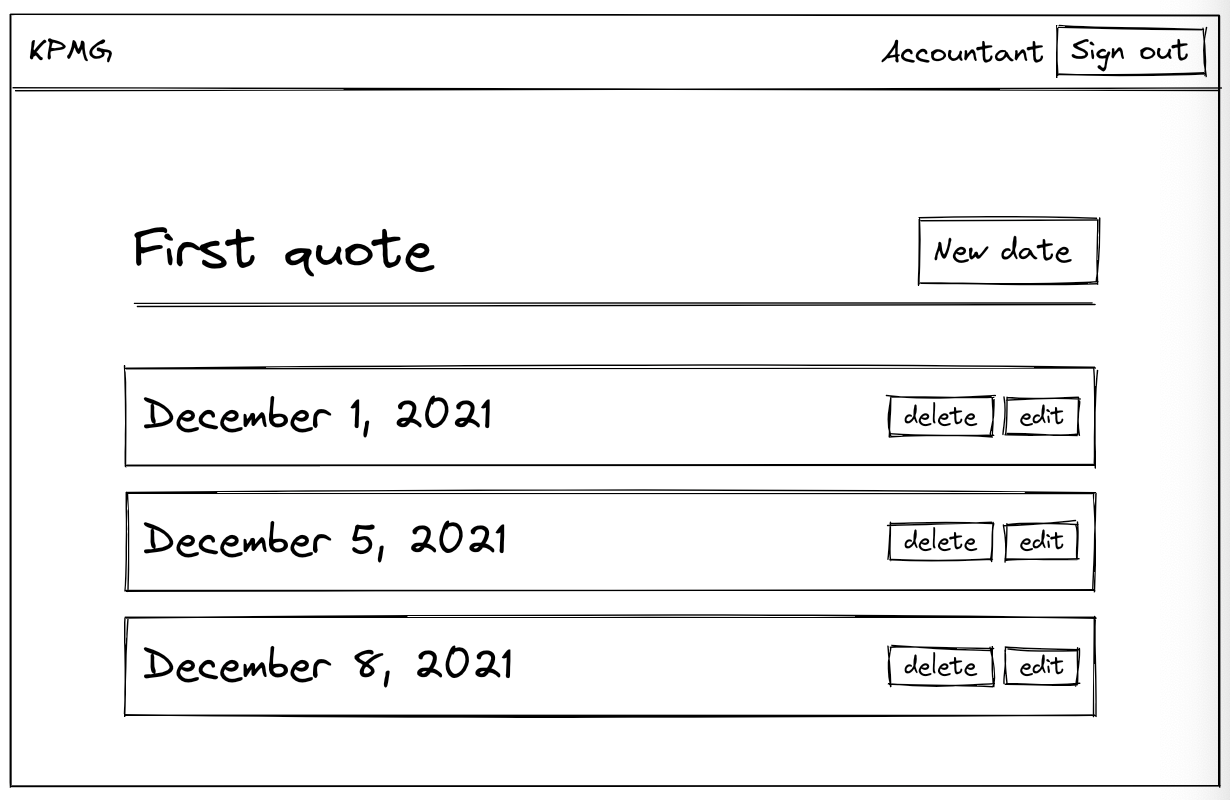 KPMG Accountant Sign out
First quote New date
December 1, 2021 delete edit
December 5, 2021 delete edit
December 8, 2021 delete edit